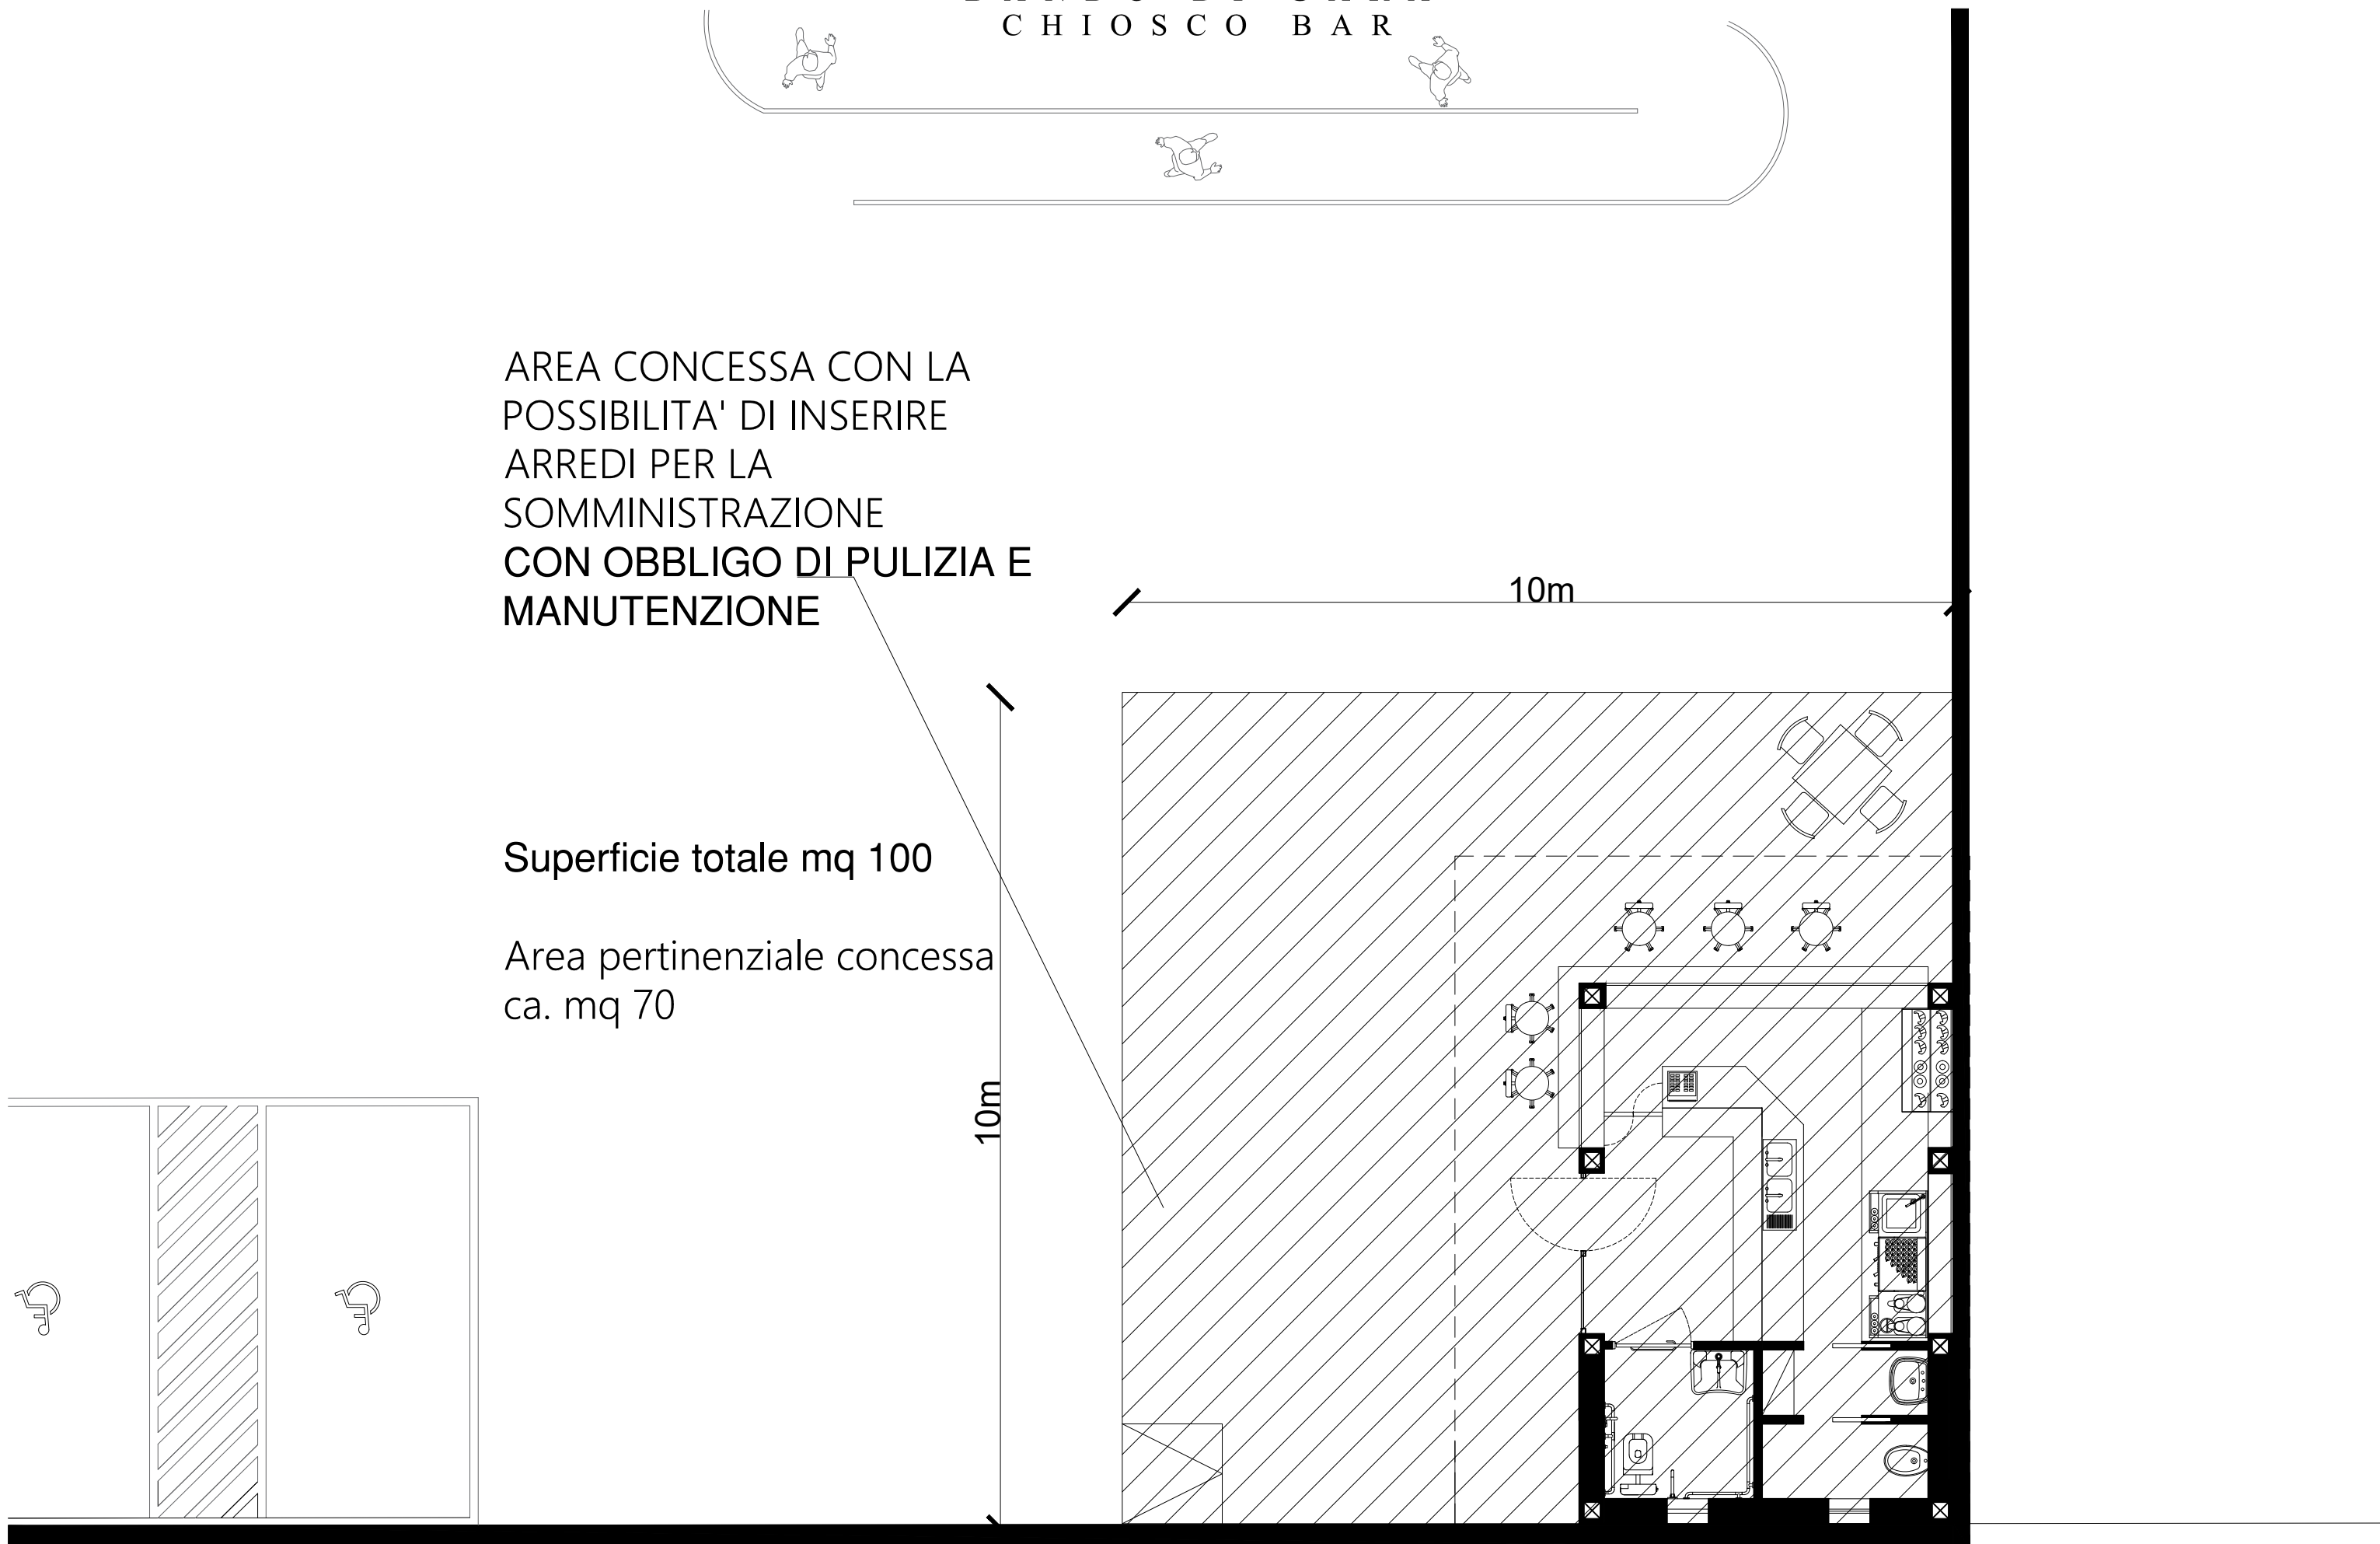 CHIOSCO BAR
AREA CONCESSA CON LA
POSSIBILITA' DI INSERIRE
ARREDI PER LA
SOMMINISTRAZIONE
CON OBBLIGO DI PULIZIA E
MANUTENZIONE
10m
Superficie totale mq 100
Area pertinenziale concessa
ca. mq 70
10m